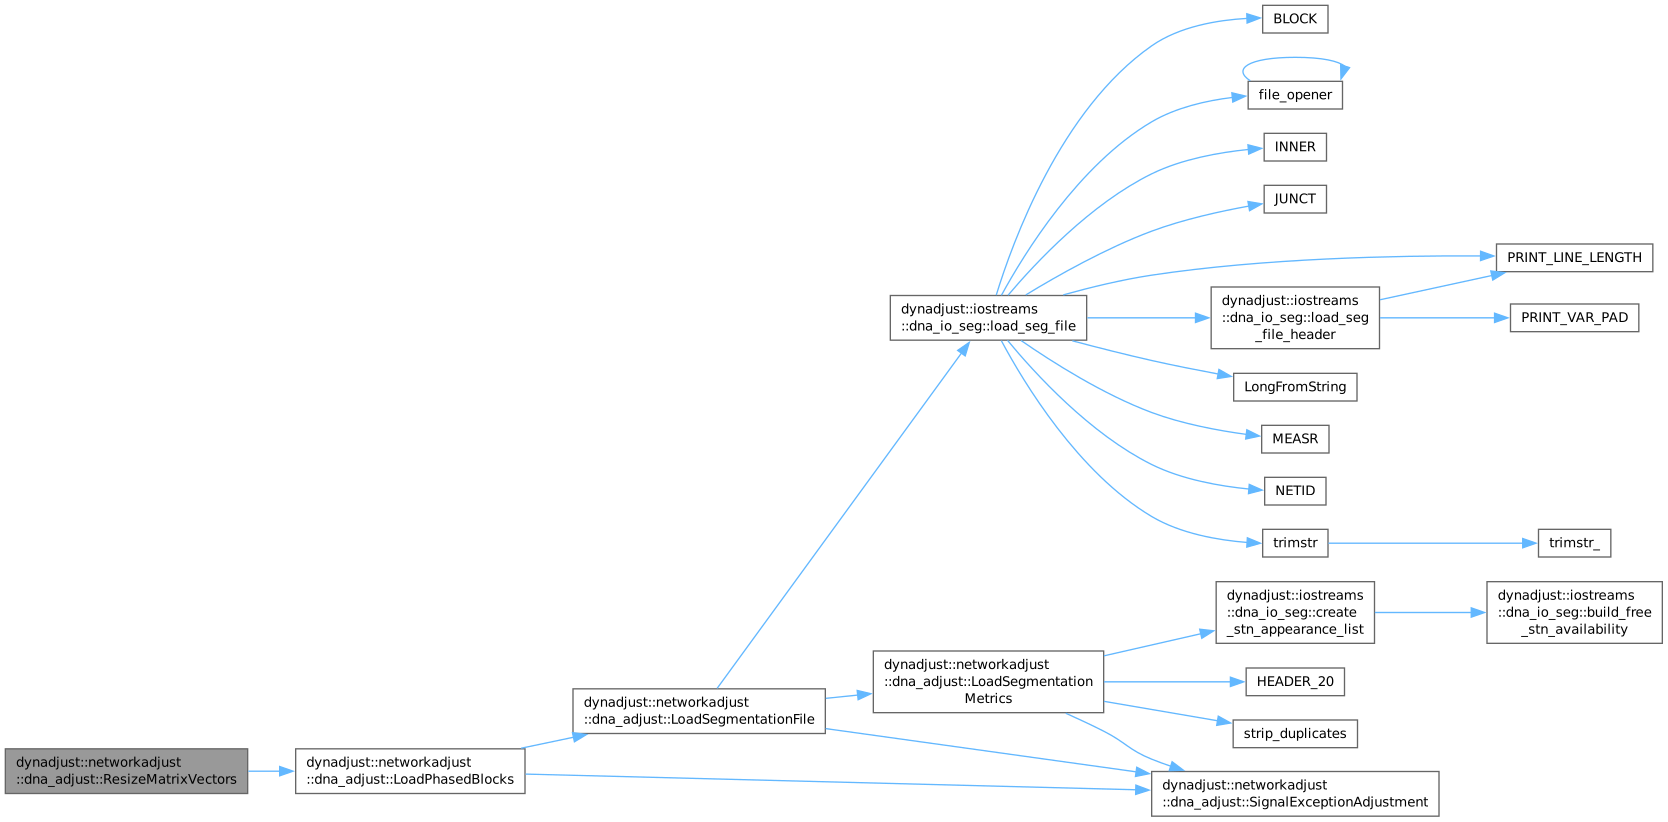 BLOCK
file_opener
INNER
JUNCT
PRINT_LINE_LENGTH
dynadjust::iostreams
::dna_io_seg::load_seg_file
dynadjust::iostreams
::dna_io_seg::load_seg
_file_header
PRINT_VAR_PAD
LongFromString
MEASR
NETID
trimstr
trimstr_
dynadjust::iostreams
::dna_io_seg::create
_stn_appearance_list
dynadjust::iostreams
::dna_io_seg::build_free
_stn_availability
dynadjust::networkadjust
::dna_adjust::LoadSegmentation
Metrics
HEADER_20
dynadjust::networkadjust
::dna_adjust::LoadSegmentationFile
strip_duplicates
dynadjust::networkadjust
::dna_adjust::ResizeMatrixVectors
dynadjust::networkadjust
::dna_adjust::LoadPhasedBlocks
dynadjust::networkadjust
::dna_adjust::SignalExceptionAdjustment